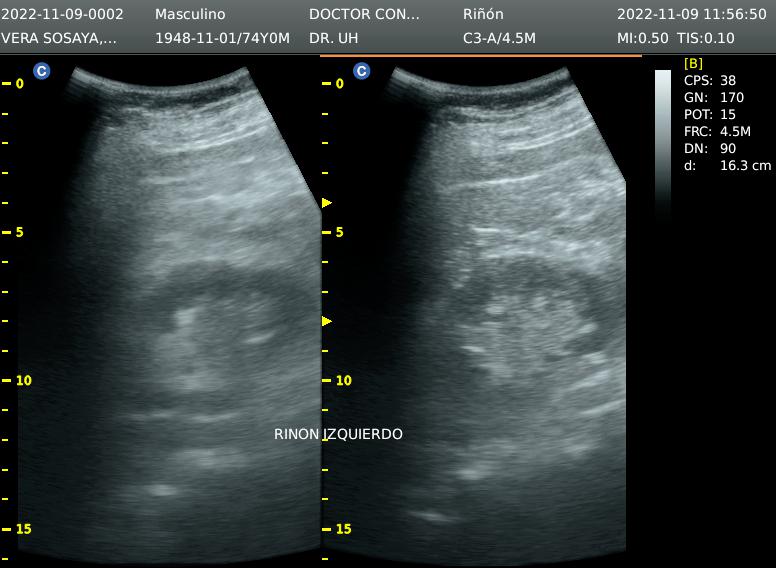 2022-11-09-0002 Masculino DOCTOR CON... Riñón 2022-11-09 11:56:50
VERA SOSAYA,... 1948-11-01/74Y0M DR. UH C3-A/4.5M MI:0.50 TIS:0.10
C C
[B]
CPS: 38
GN: 170
POT: 15
FRC: 4.5M
DN: 90
d: 16.3 cm
0 0
5 5
10 10
RINON IZQUIERDO
15 15